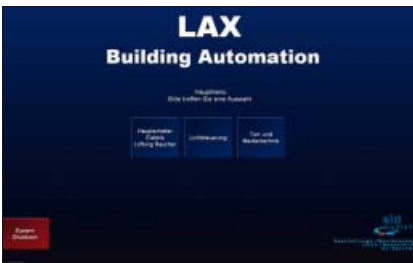 LAX
Building Automation
Hauptmenü
Bitte treffen Sie eine Auswahl
Hauptschalter
Elektro
Lüftung Raucher
Lichtsteuerung
Ton und
Medientechnik
System
Shutdown
sld